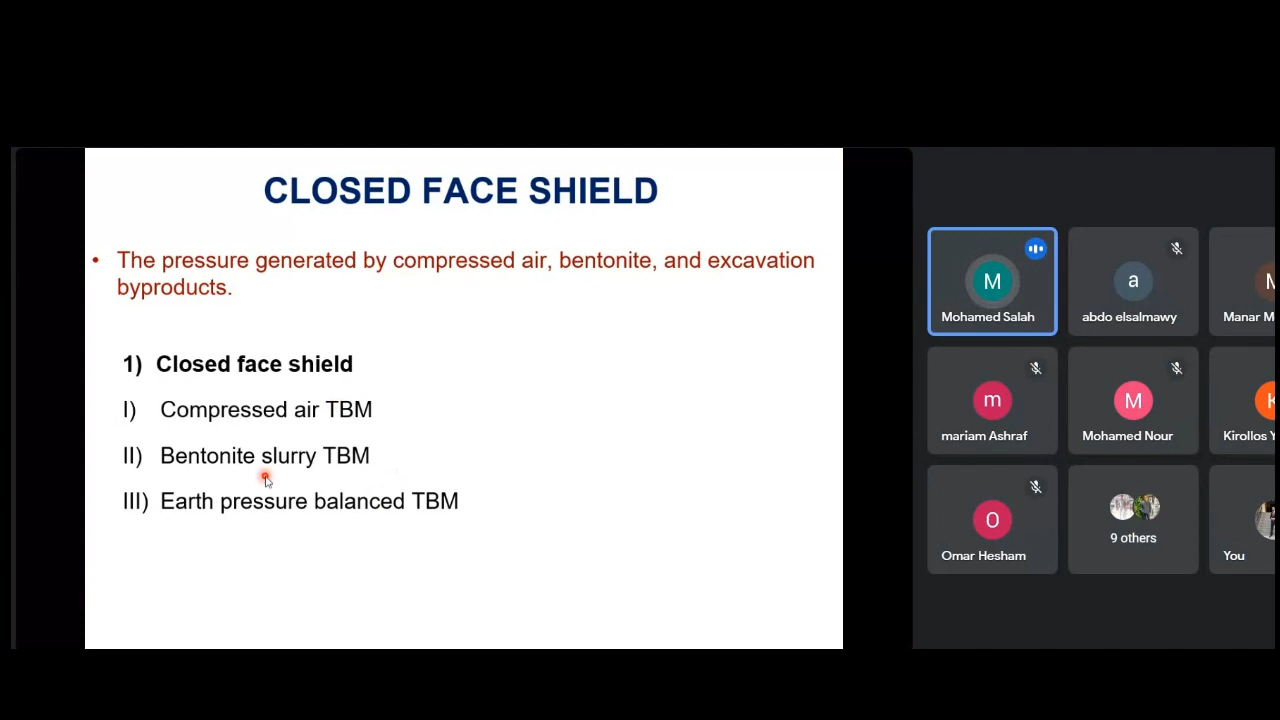 CLOSED FACE SHIELD
• The pressure generated by compressed air, bentonite, and excavation
byproducts.
1) Closed face shield
I) Compressed air TBM
II) Bentonite slurry TBM
III) Earth pressure balanced TBM
M
Mohamed Salah
a
abdo elsalmawy
M
Manar M
m
mariam Ashraf
M
Mohamed Nour
K
Kirollos Y
O
Omar Hesham
9 others
You